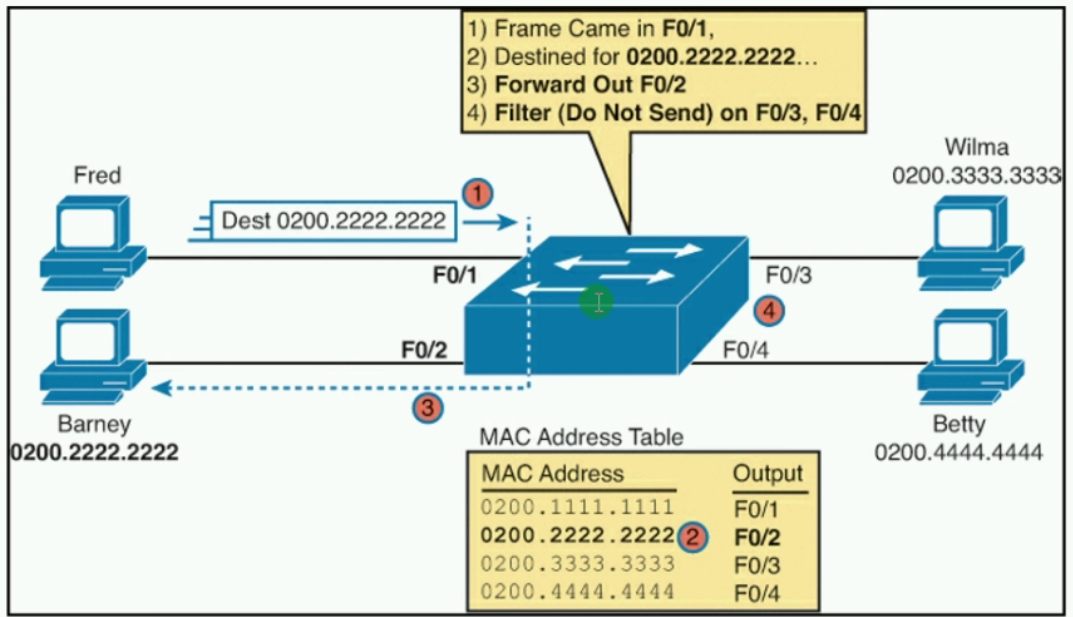 1) Frame Came in F0/1,
2) Destined for 0200.2222.2222...
3) Forward Out F0/2
4) Filter (Do Not Send) on F0/3, F0/4
Fred
Wilma
0200.3333.3333
Dest 0200.2222.2222
1
F0/1
F0/3
4
F0/2
F0/4
3
Barney
0200.2222.2222
Betty
0200.4444.4444
MAC Address Table
MAC Address Output
0200.1111.1111 F0/1
0200.2222.2222 2 F0/2
0200.3333.3333 F0/3
0200.4444.4444 F0/4